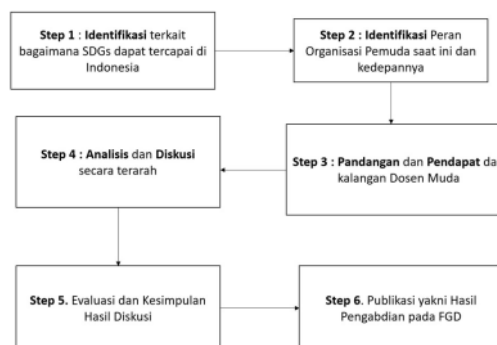 Step 1 : Identifikasi terkait
bagaimana SDGs dapat tercapai di
Indonesia
Step 2 : Identifikasi Peran
Organisasi Pemuda saat ini dan
kedepannya
Step 3 : Pandangan dan Pendapat da
kalangan Dosen Muda
Step 4 : Analisis dan Diskusi
secara terarah
Step 5. Evaluasi dan Kesimpulan
Hasil Diskusi
Step 6. Publikasi yakni Hasil
Pengabdian pada FGD